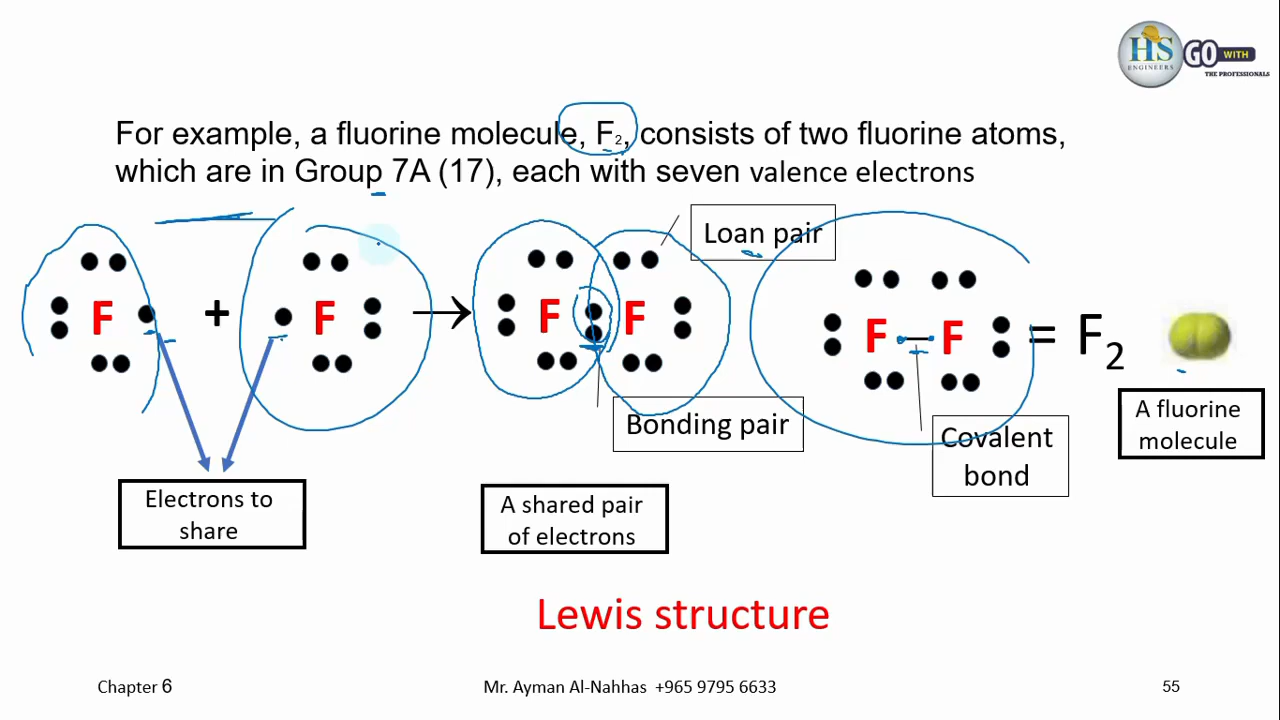 HS
ENGINEERS
GO WITH
THE PROFESSIONALS
For example, a fluorine molecule, F₂, consists of two fluorine atoms,
which are in Group 7A (17), each with seven valence electrons
Loan pair
F + F → F F F – F = F₂
Bonding pair
Covalent
bond
A fluorine
molecule
Electrons to
share
A shared pair
of electrons
Lewis structure
Chapter 6 Mr. Ayman Al-Nahhas +965 9795 6633 55